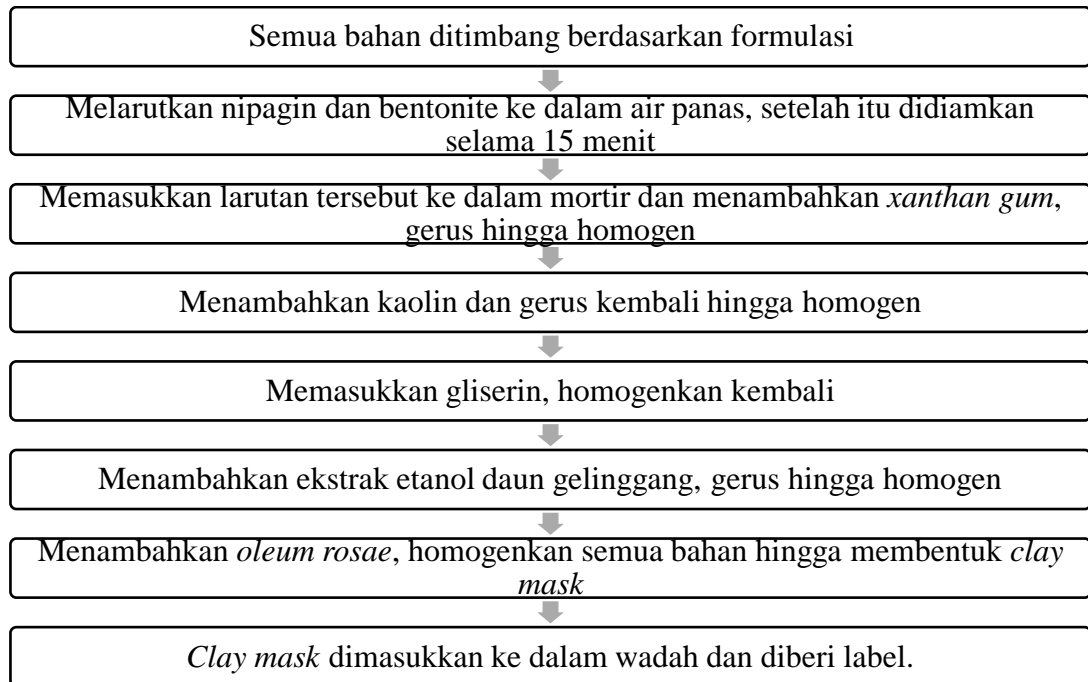 Semua bahan ditimbang berdasarkan formulasi
Melarutkan nipagin dan bentonite ke dalam air panas, setelah itu didiamkan
selama 15 menit
Memasukkan larutan tersebut ke dalam mortir dan menambahkan xanthan gum,
gerus hingga homogen
Menambahkan kaolin dan gerus kembali hingga homogen
Memasukkan gliserin, homogenkan kembali
Menambahkan ekstrak etanol daun gelinggang, gerus hingga homogen
Menambahkan oleum rosae, homogenkan semua bahan hingga membentuk clay
mask
Clay mask dimasukkan ke dalam wadah dan diberi label.